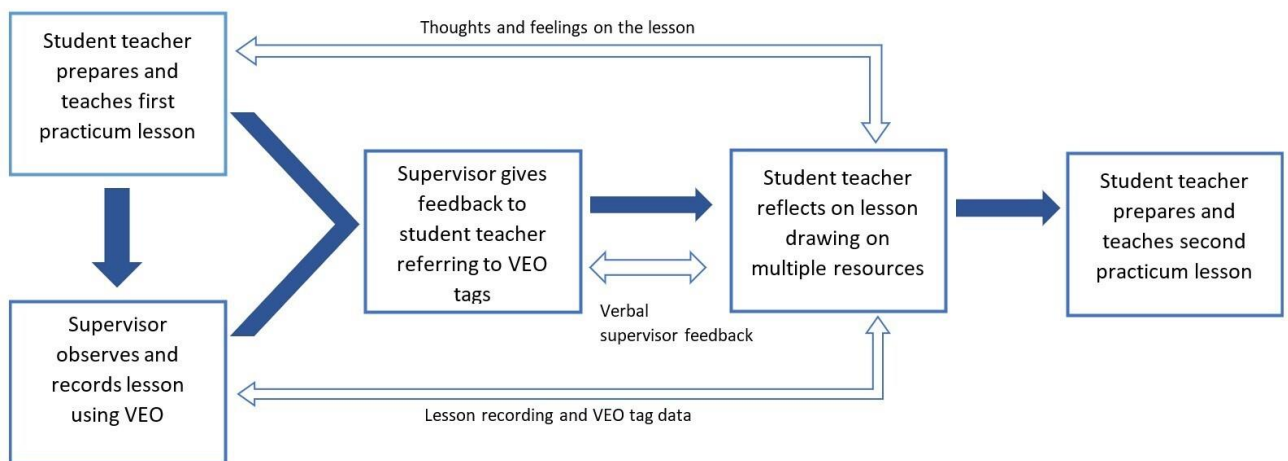 Student teacher
prepares and
teaches first
practicum lesson
Thoughts and feelings on the lesson
Supervisor
observes and
records lesson
using VEO
Supervisor gives
feedback to
student teacher
referring to VEO
tags
Verbal
supervisor feedback
Lesson recording and VEO tag data
Student teacher
reflects on lesson
drawing on
multiple resources
Student teacher
prepares and
teaches second
practicum lesson